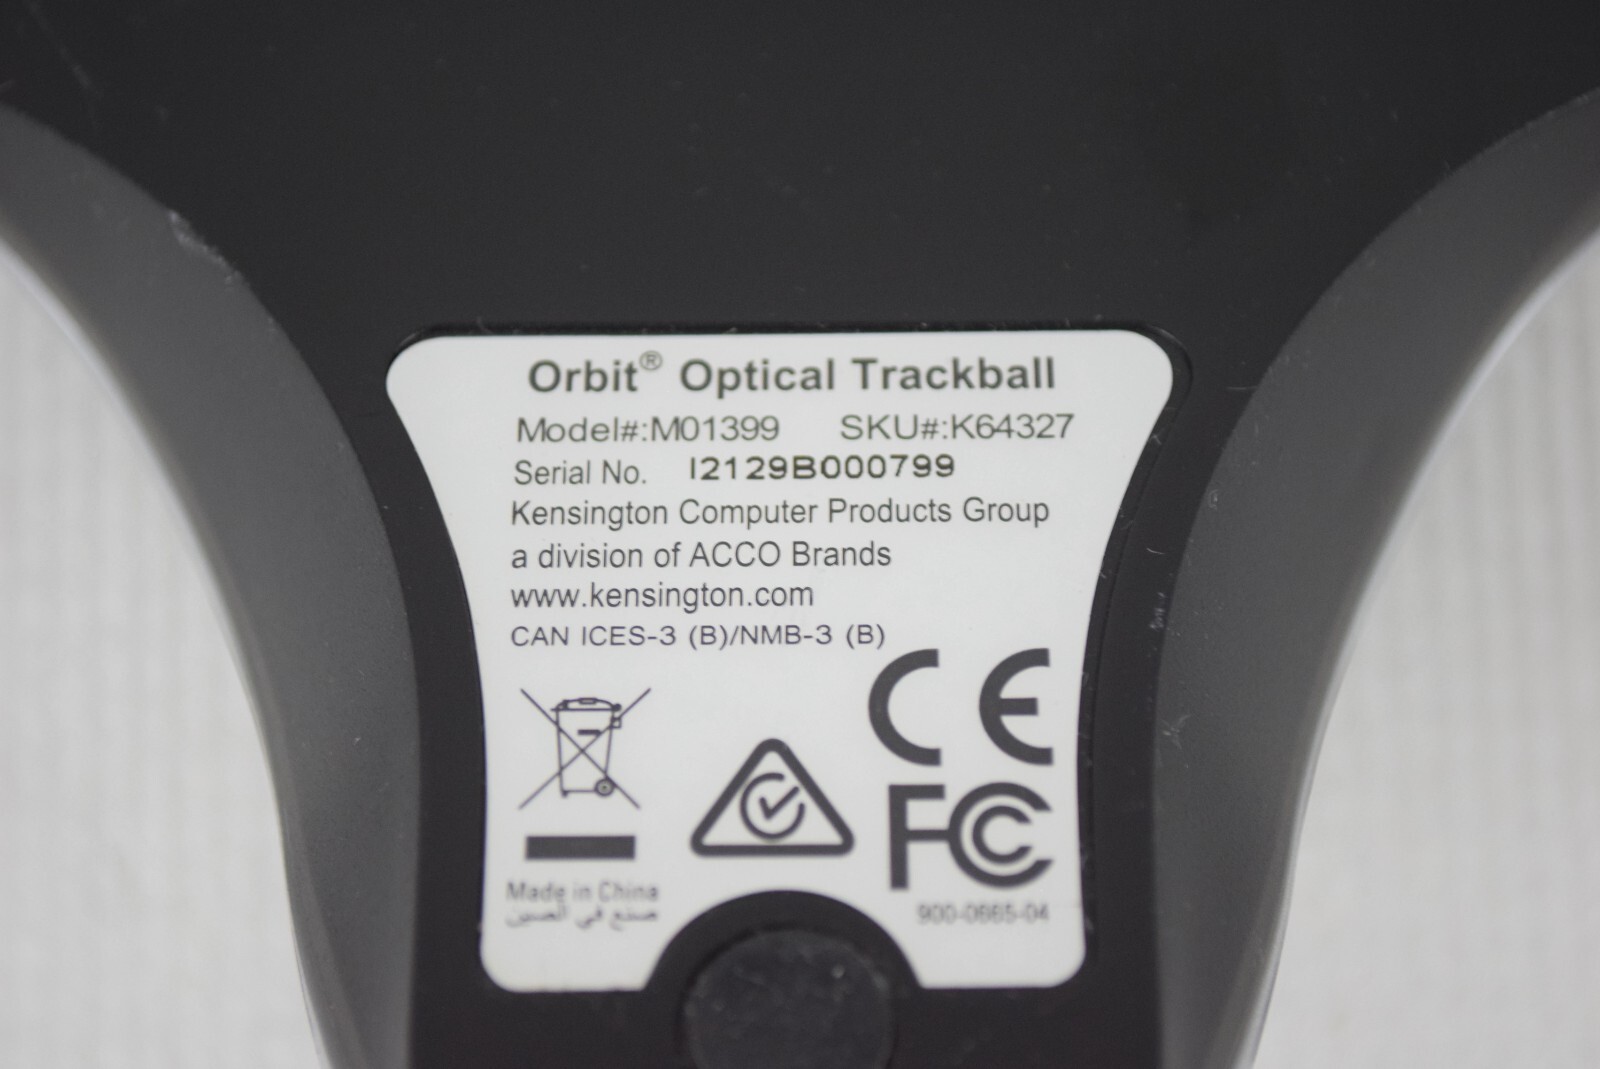 Orbit® Optical Trackball
Model#:M01399 SKU#:K64327
Serial No. I2129B000799
Kensington Computer Products Group
a division of ACCO Brands
www.kensington.com
CAN ICES-3 (B)/NMB-3 (B)
CE
FC
Made in China
صنع في الصين
900-0665-04